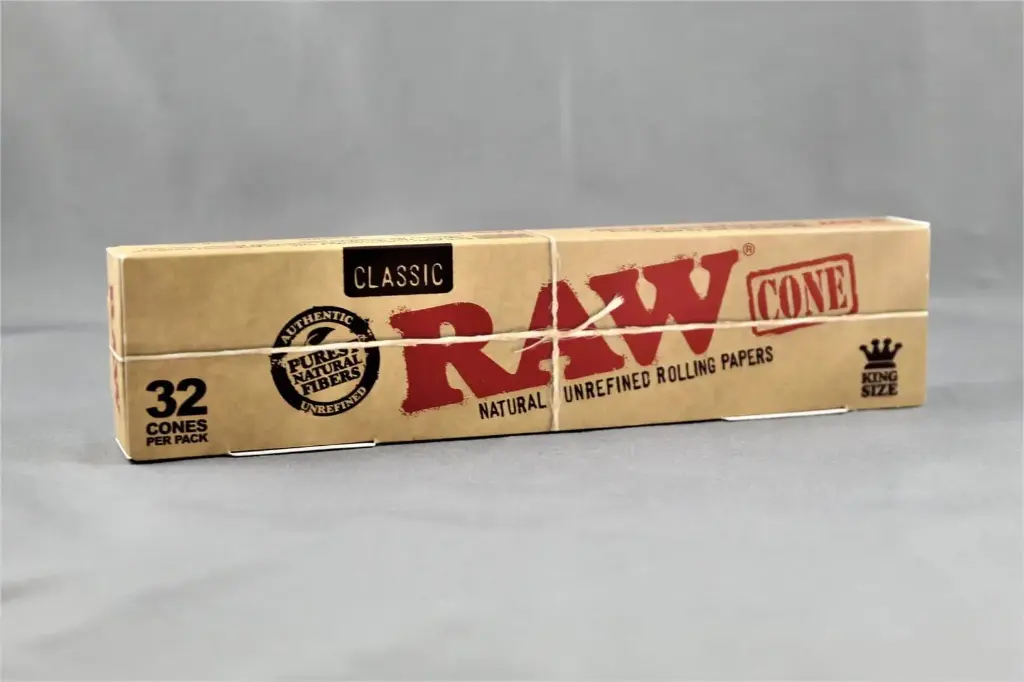 CLASSIC
RAW®
CONE
AUTHENTIC
PUREST
NATURAL
FIBERS
UNREFINED
NATURAL UNREFINED ROLLING PAPERS
32
CONES
PER PACK
KING
SIZE